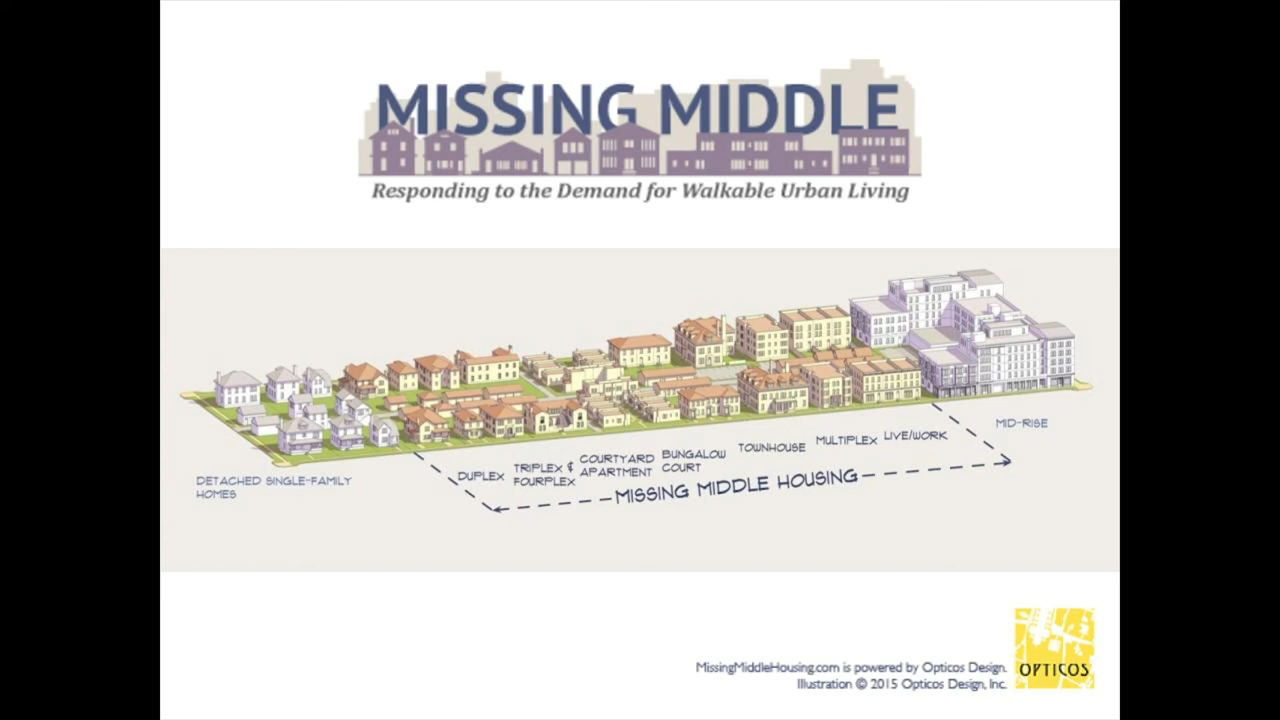 MISSING MIDDLE
Responding to the Demand for Walkable Urban Living
DETACHED SINGLE-FAMILY
HOMES
DUPLEX
TRIPLEX &
FOURPLEX
COURTYARD
APARTMENT
BUNGALOW
COURT
TOWNHOUSE
MULTIPLEX
LIVE/WORK
MID-RISE
MISSING MIDDLE HOUSING
MissingMiddleHousing.com is powered by Opticos Design.
Illustration © 2015 Opticos Design, Inc.
OPTICOS